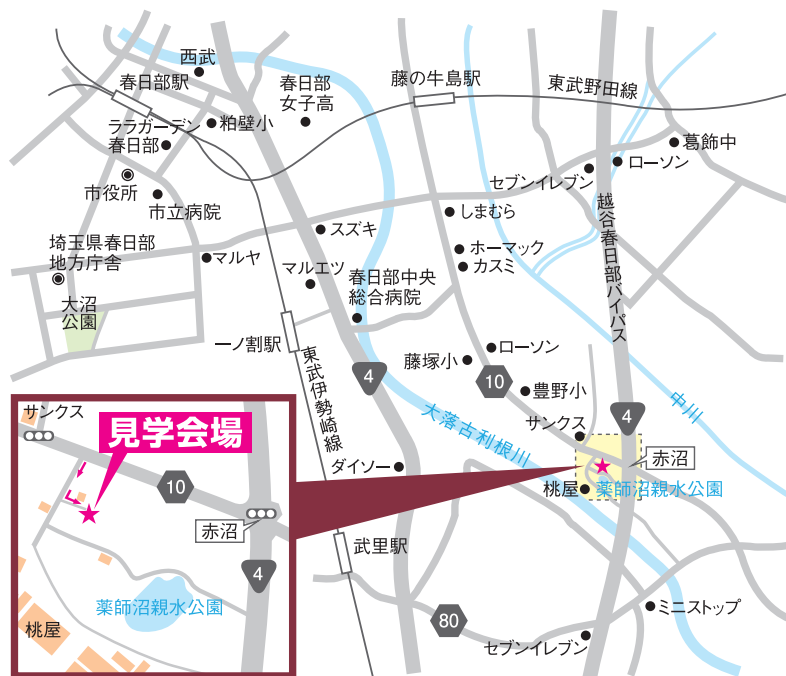 西武
春日部駅
春日部
女子高
藤の牛島駅
東武野田線
ララガーデン
春日部
粕壁小
葛飾中
ローソン
セブンイレブン
市役所
市立病院
しまむら
越谷春日部バイパス
スズキ
埼玉県春日部
地方庁舎
マルヤ
ホーマック
カスミ
マルエツ
春日部中央
総合病院
大沼
公園
一ノ割駅
東武伊勢崎線
4
藤塚小
ローソン
10
豊野小
中川
大落古利根川
サンクス
4
赤沼
ダイソー
桃屋
薬師沼親水公園
武里駅
80
ミニストップ
セブンイレブン
サンクス
見学会場
10
赤沼
4
薬師沼親水公園
桃屋